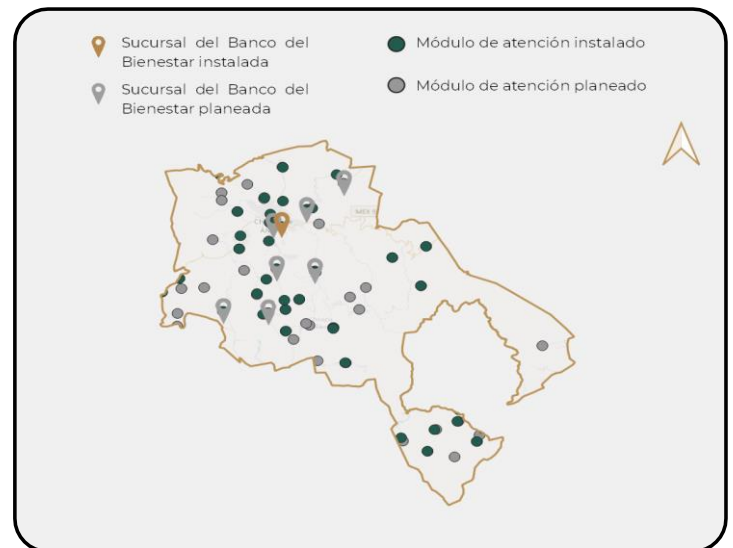 Sucursal del Banco del
Bienestar instalada
Sucursal del Banco del
Bienestar planeada
Módulo de atención instalado
Módulo de atención planeado